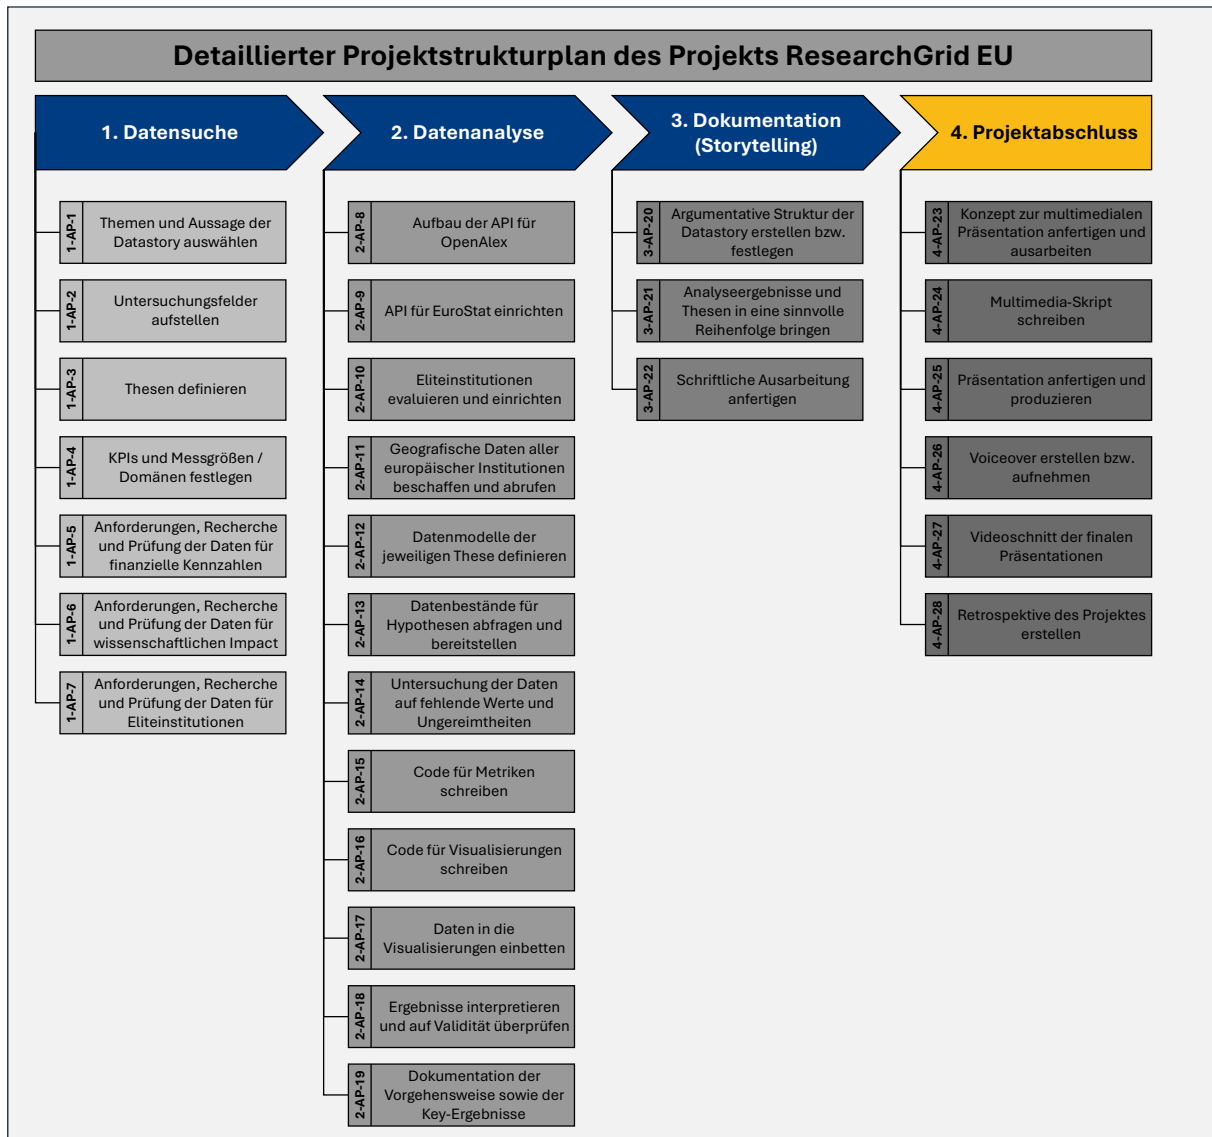 Detaillierter Projektstrukturplan des Projekts ResearchGrid EU
1. Datensuche
1-AP-1
Themen und Aussage der
Datastory auswählen
1-AP-2
Untersuchungsfelder
aufstellen
1-AP-3
Thesen definieren
1-AP-4
KPIs und Messgrößen /
Domänen festlegen
1-AP-5
Anforderungen, Recherche
und Prüfung der Daten für
finanzielle Kennzahlen
1-AP-6
Anforderungen, Recherche
und Prüfung der Daten für
wissenschaftlichen Impact
1-AP-7
Anforderungen, Recherche
und Prüfung der Daten für
Eliteinstitutionen
2. Datenanalyse
2-AP-8
Aufbau der API für
OpenAlex
2-AP-9
API für EuroStat einrichten
2-AP-10
Eliteinstitutionen
evaluieren und einrichten
2-AP-11
Geografische Daten aller
europäischer Institutionen
beschaffen und abrufen
2-AP-12
Datenmodelle der
jeweiligen These definieren
2-AP-13
Datenbestände für
Hypothesen abfragen und
bereitstellen
2-AP-14
Untersuchung der Daten
auf fehlende Werte und
Ungereimtheiten
2-AP-15
Code für Metriken
schreiben
2-AP-16
Code für Visualisierungen
schreiben
2-AP-17
Daten in die
Visualisierungen einbetten
2-AP-18
Ergebnisse interpretieren
und auf Validität überprüfen
2-AP-19
Dokumentation der
Vorgehensweise sowie der
Key-Ergebnisse
3. Dokumentation
(Storytelling)
3-AP-20
Argumentative Struktur der
Datastory erstellen bzw.
festlegen
3-AP-21
Analyseergebnisse und
Thesen in eine sinnvolle
Reihenfolge bringen
3-AP-22
Schriftliche Ausarbeitung
anfertigen
4. Projektabschluss
4-AP-23
Konzept zur multimedialen
Präsentation anfertigen und
ausarbeiten
4-AP-24
Multimedia-Skript
schreiben
4-AP-25
Präsentation anfertigen und
produzieren
4-AP-26
Voiceover erstellen bzw.
aufnehmen
4-AP-27
Videoschnitt der finalen
Präsentationen
4-AP-28
Retrospektive des Projektes
erstellen